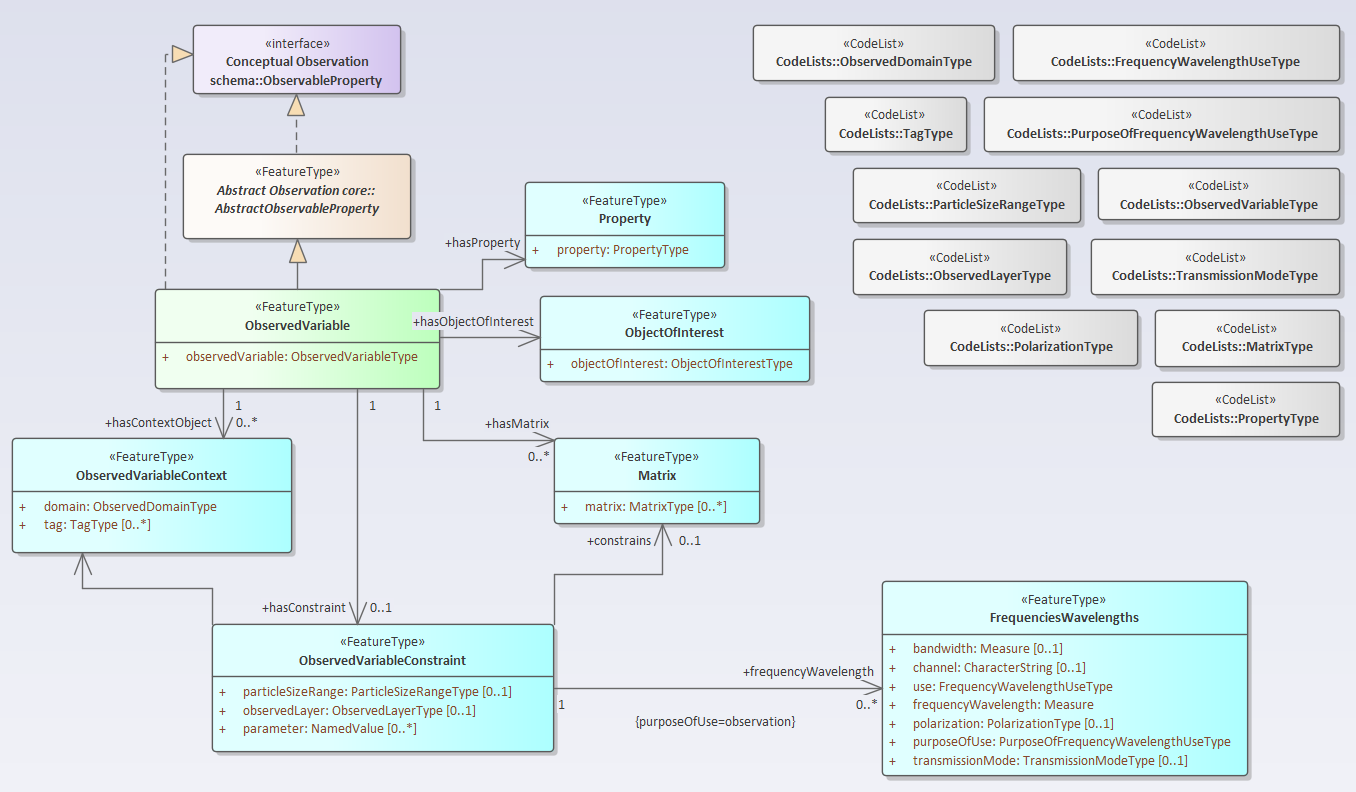 «interface»
Conceptual Observation
schema::ObservableProperty
«FeatureType»
Abstract Observation core::
AbstractObservableProperty
«FeatureType»
ObservedVariable
+ observedVariable: ObservedVariableType
+hasProperty
«FeatureType»
Property
+ property: PropertyType
+hasObjectOfInterest
«FeatureType»
ObjectOfInterest
+ objectOfInterest: ObjectOfInterestType
1
+hasContextObject
0..*
1
1
+hasMatrix
0..*
«FeatureType»
ObservedVariableContext
+ domain: ObservedDomainType
+ tag: TagType [0..*]
«FeatureType»
Matrix
+ matrix: MatrixType [0..*]
+constrains
0..1
+hasConstraint
0..1
«FeatureType»
ObservedVariableConstraint
+ particleSizeRange: ParticleSizeRangeType [0..1]
+ observedLayer: ObservedLayerType [0..1]
+ parameter: NamedValue [0..*]
+frequencyWavelength
1
0..*
{purposeOfUse=observation}
«FeatureType»
FrequenciesWavelengths
+ bandwidth: Measure [0..1]
+ channel: CharacterString [0..1]
+ use: FrequencyWavelengthUseType
+ frequencyWavelength: Measure
+ polarization: PolarizationType [0..1]
+ purposeOfUse: PurposeOfFrequencyWavelengthUseType
+ transmissionMode: TransmissionModeType [0..1]
«CodeList»
CodeLists::ObservedDomainType
«CodeList»
CodeLists::FrequencyWavelengthUseType
«CodeList»
CodeLists::TagType
«CodeList»
CodeLists::PurposeOfFrequencyWavelengthUseType
«CodeList»
CodeLists::ParticleSizeRangeType
«CodeList»
CodeLists::ObservedVariableType
«CodeList»
CodeLists::ObservedLayerType
«CodeList»
CodeLists::TransmissionModeType
«CodeList»
CodeLists::PolarizationType
«CodeList»
CodeLists::MatrixType
«CodeList»
CodeLists::PropertyType